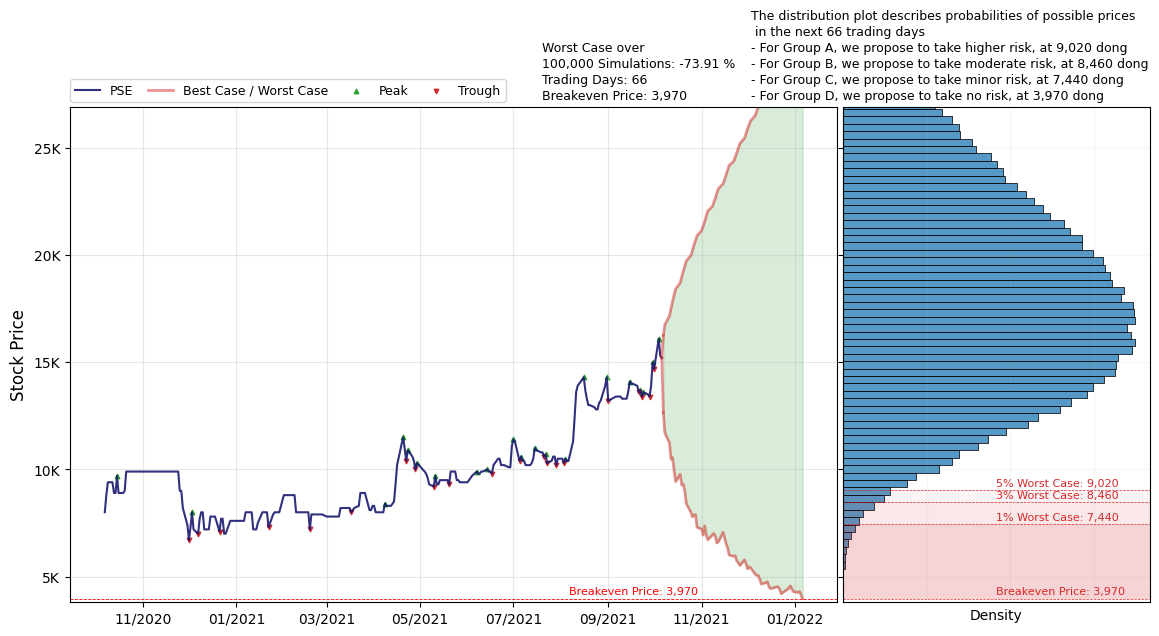 The distribution plot describes probabilities of possible prices
in the next 66 trading days
- For Group A, we propose to take higher risk, at 9,020 dong
- For Group B, we propose to take moderate risk, at 8,460 dong
- For Group C, we propose to take minor risk, at 7,440 dong
- For Group D, we propose to take no risk, at 3,970 dong
Worst Case over
100,000 Simulations: -73.91 %
Trading Days: 66
Breakeven Price: 3,970
PSE Best Case / Worst Case Peak Trough
Stock Price
25K
20K
15K
10K
5K
Breakeven Price: 3,970
11/2020 01/2021 03/2021 05/2021 07/2021 09/2021 11/2021 01/2022
5% Worst Case: 9,020
3% Worst Case: 8,460
1% Worst Case: 7,440
Breakeven Price: 3,970
Density